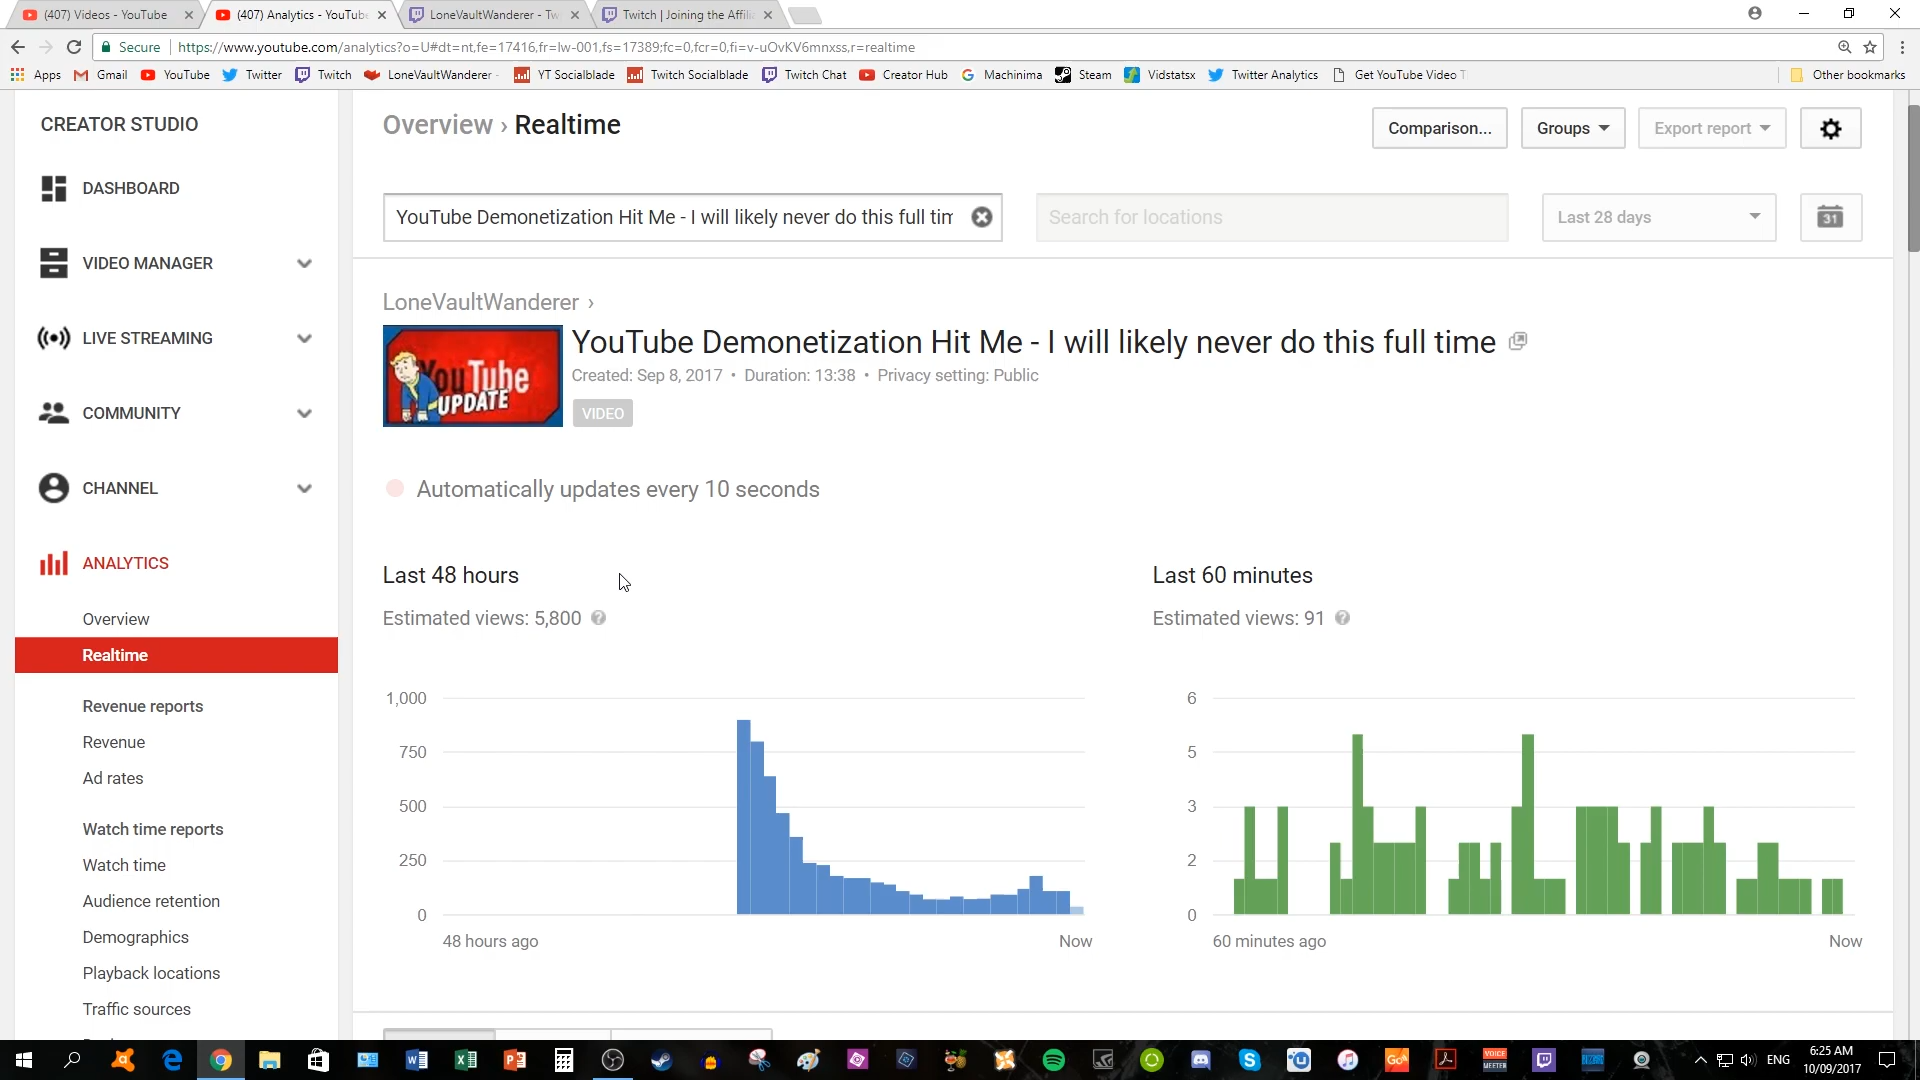 (407) Videos - YouTube
(407) Analytics - YouTube
LoneVaultWanderer - Tw
Twitch | Joining the Affili
Secure
https://www.youtube.com/analytics?o=U#dt=nt,fe=17416,fr=lw-001,fs=17389;fc=0,fcr=0,fi=v-uOvKV6mnxss,r=realtime
Apps
Gmail
YouTube
Twitter
Twitch
LoneVaultWanderer -
YT Socialblade
Twitch Socialblade
Twitch Chat
Creator Hub
Machinima
Steam
Vidstatsx
Twitter Analytics
Get YouTube Video T
Other bookmarks
CREATOR STUDIO
DASHBOARD
VIDEO MANAGER
LIVE STREAMING
COMMUNITY
CHANNEL
ANALYTICS
Overview
Realtime
Revenue reports
Revenue
Ad rates
Watch time reports
Watch time
Audience retention
Demographics
Playback locations
Traffic sources
Overview › Realtime
Comparison...
Groups
Export report
YouTube Demonetization Hit Me - I will likely never do this full tim
Search for locations
Last 28 days
31
LoneVaultWanderer ›
YouTube
UPDATE
YouTube Demonetization Hit Me - I will likely never do this full time
Created: Sep 8, 2017 • Duration: 13:38 • Privacy setting: Public
VIDEO
Automatically updates every 10 seconds
Last 48 hours
Estimated views: 5,800 ?
1,000
750
500
250
0
48 hours ago
Now
Last 60 minutes
Estimated views: 91 ?
6
5
3
2
0
60 minutes ago
Now
VOICE
MEETER
ENG
6:25 AM
10/09/2017